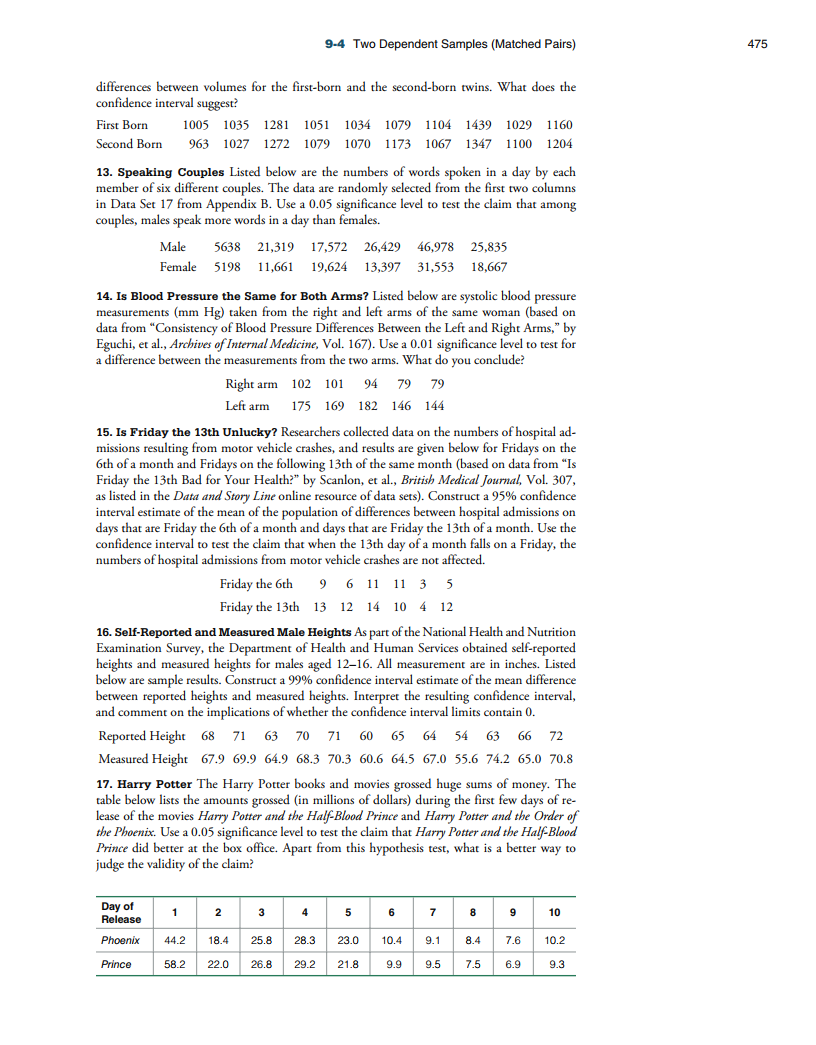 9-4 Two Dependent Samples (Matched Pairs) 475
differences between volumes for the first-born and the second-born twins. What does the
confidence interval suggest?
First Born 1005 1035 1281 1051 1034 1079 1104 1439 1029 1160
Second Born 963 1027 1272 1079 1070 1173 1067 1347 1100 1204
13. Speaking Couples Listed below are the numbers of words spoken in a day by each
member of six different couples. The data are randomly selected from the first two columns
in Data Set 17 from Appendix B. Use a 0.05 significance level to test the claim that among
couples, males speak more words in a day than females.
Male 5638 21,319 17,572 26,429 46,978 25,835
Female 5198 11,661 19,624 13,397 31,553 18,667
14. Is Blood Pressure the Same for Both Arms? Listed below are systolic blood pressure
measurements (mm Hg) taken from the right and left arms of the same woman (based on
data from “Consistency of Blood Pressure Differences Between the Left and Right Arms,” by
Eguchi, et al., Archives of Internal Medicine, Vol. 167). Use a 0.01 significance level to test for
a difference between the measurements from the two arms. What do you conclude?
Right arm 102 101 94 79 79
Left arm 175 169 182 146 144
15. Is Friday the 13th Unlucky? Researchers collected data on the numbers of hospital ad-
missions resulting from motor vehicle crashes, and results are given below for Fridays on the
6th of a month and Fridays on the following 13th of the same month (based on data from “Is
Friday the 13th Bad for Your Health?” by Scanlon, et al., British Medical Journal, Vol. 307,
as listed in the Data and Story Line online resource of data sets). Construct a 95% confidence
interval estimate of the mean of the population of differences between hospital admissions on
days that are Friday the 6th of a month and days that are Friday the 13th of a month. Use the
confidence interval to test the claim that when the 13th day of a month falls on a Friday, the
numbers of hospital admissions from motor vehicle crashes are not affected.
Friday the 6th 9 6 11 11 3 5
Friday the 13th 13 12 14 10 4 12
16. Self-Reported and Measured Male Heights As part of the National Health and Nutrition
Examination Survey, the Department of Health and Human Services obtained self-reported
heights and measured heights for males aged 12–16. All measurement are in inches. Listed
below are sample results. Construct a 99% confidence interval estimate of the mean difference
between reported heights and measured heights. Interpret the resulting confidence interval,
and comment on the implications of whether the confidence interval limits contain 0.
Reported Height 68 71 63 70 71 60 65 64 54 63 66 72
Measured Height 67.9 69.9 64.9 68.3 70.3 60.6 64.5 67.0 55.6 74.2 65.0 70.8
17. Harry Potter The Harry Potter books and movies grossed huge sums of money. The
table below lists the amounts grossed (in millions of dollars) during the first few days of re-
lease of the movies Harry Potter and the Half-Blood Prince and Harry Potter and the Order of
the Phoenix. Use a 0.05 significance level to test the claim that Harry Potter and the Half-Blood
Prince did better at the box office. Apart from this hypothesis test, what is a better way to
judge the validity of the claim?
Day of
Release 1 2 3 4 5 6 7 8 9 10
Phoenix 44.2 18.4 25.8 28.3 23.0 10.4 9.1 8.4 7.6 10.2
Prince 58.2 22.0 26.8 29.2 21.8 9.9 9.5 7.5 6.9 9.3